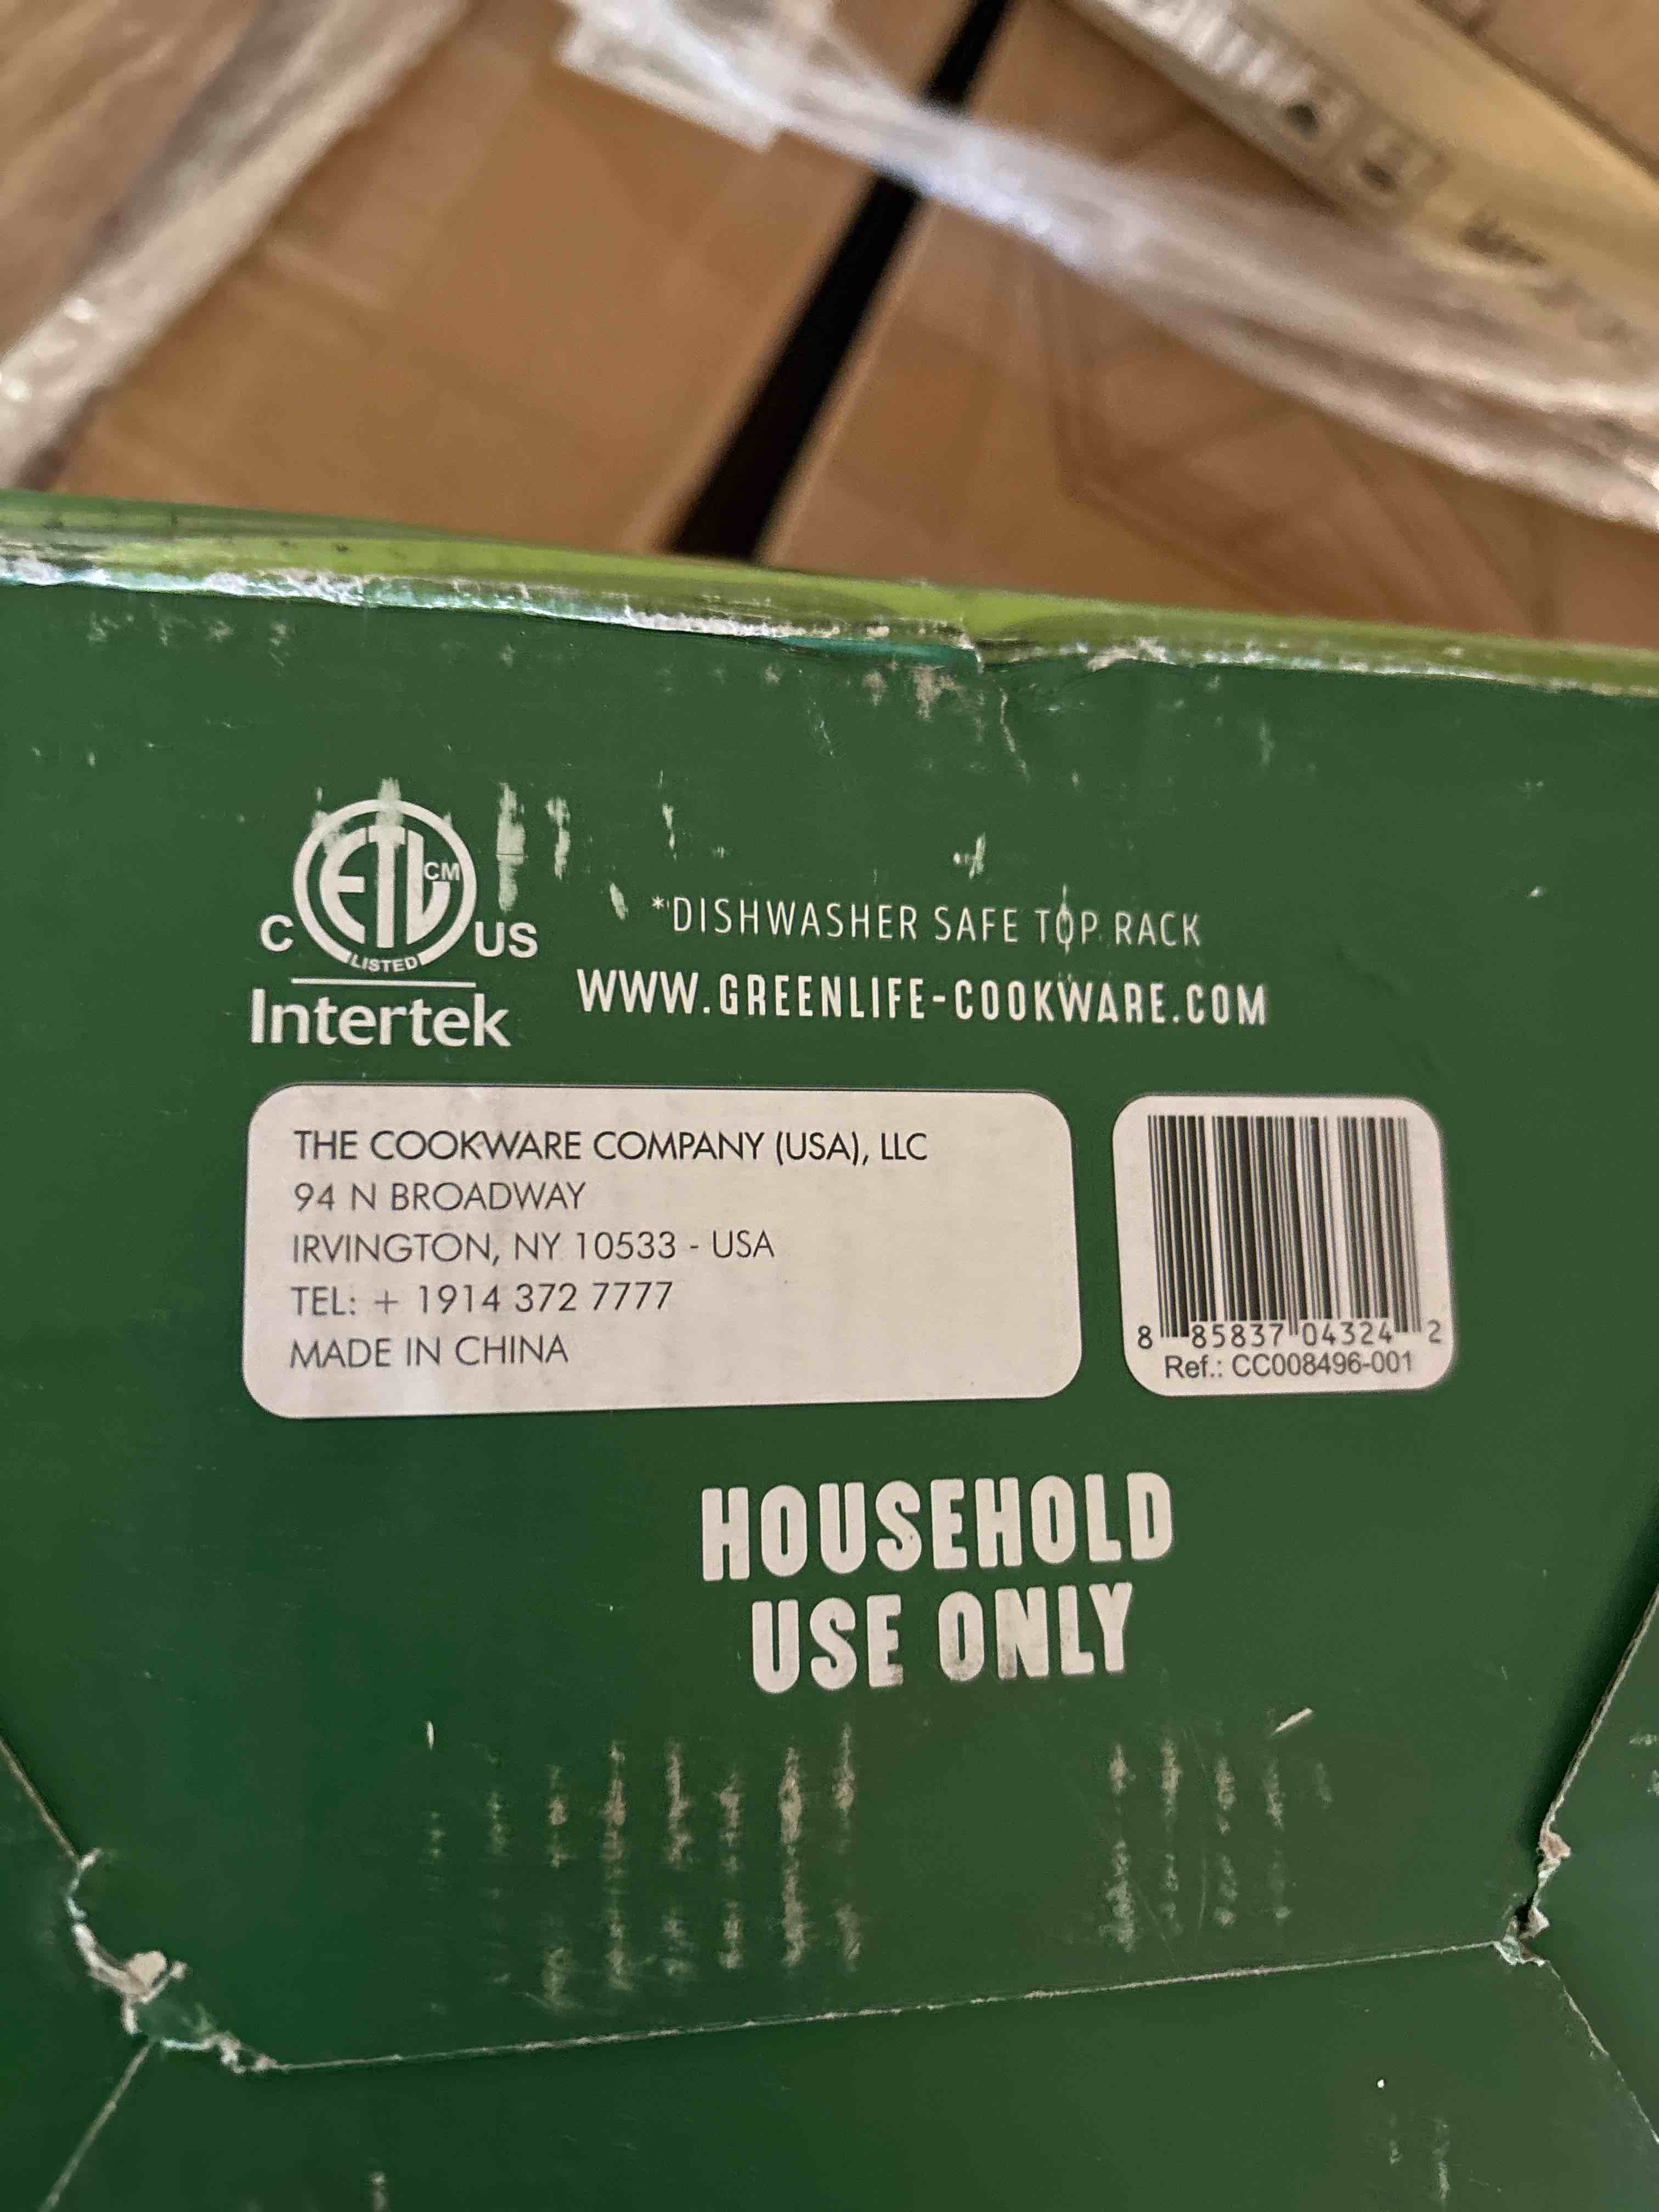 ETL CM
LISTED
C US
Intertek
*DISHWASHER SAFE TOP RACK
WWW.GREENLIFE-COOKWARE.COM
THE COOKWARE COMPANY (USA), LLC
94 N BROADWAY
IRVINGTON, NY 10533 - USA
TEL: + 1914 372 7777
MADE IN CHINA
8 85837 04324 2
Ref.: CC008496-001
HOUSEHOLD
USE ONLY